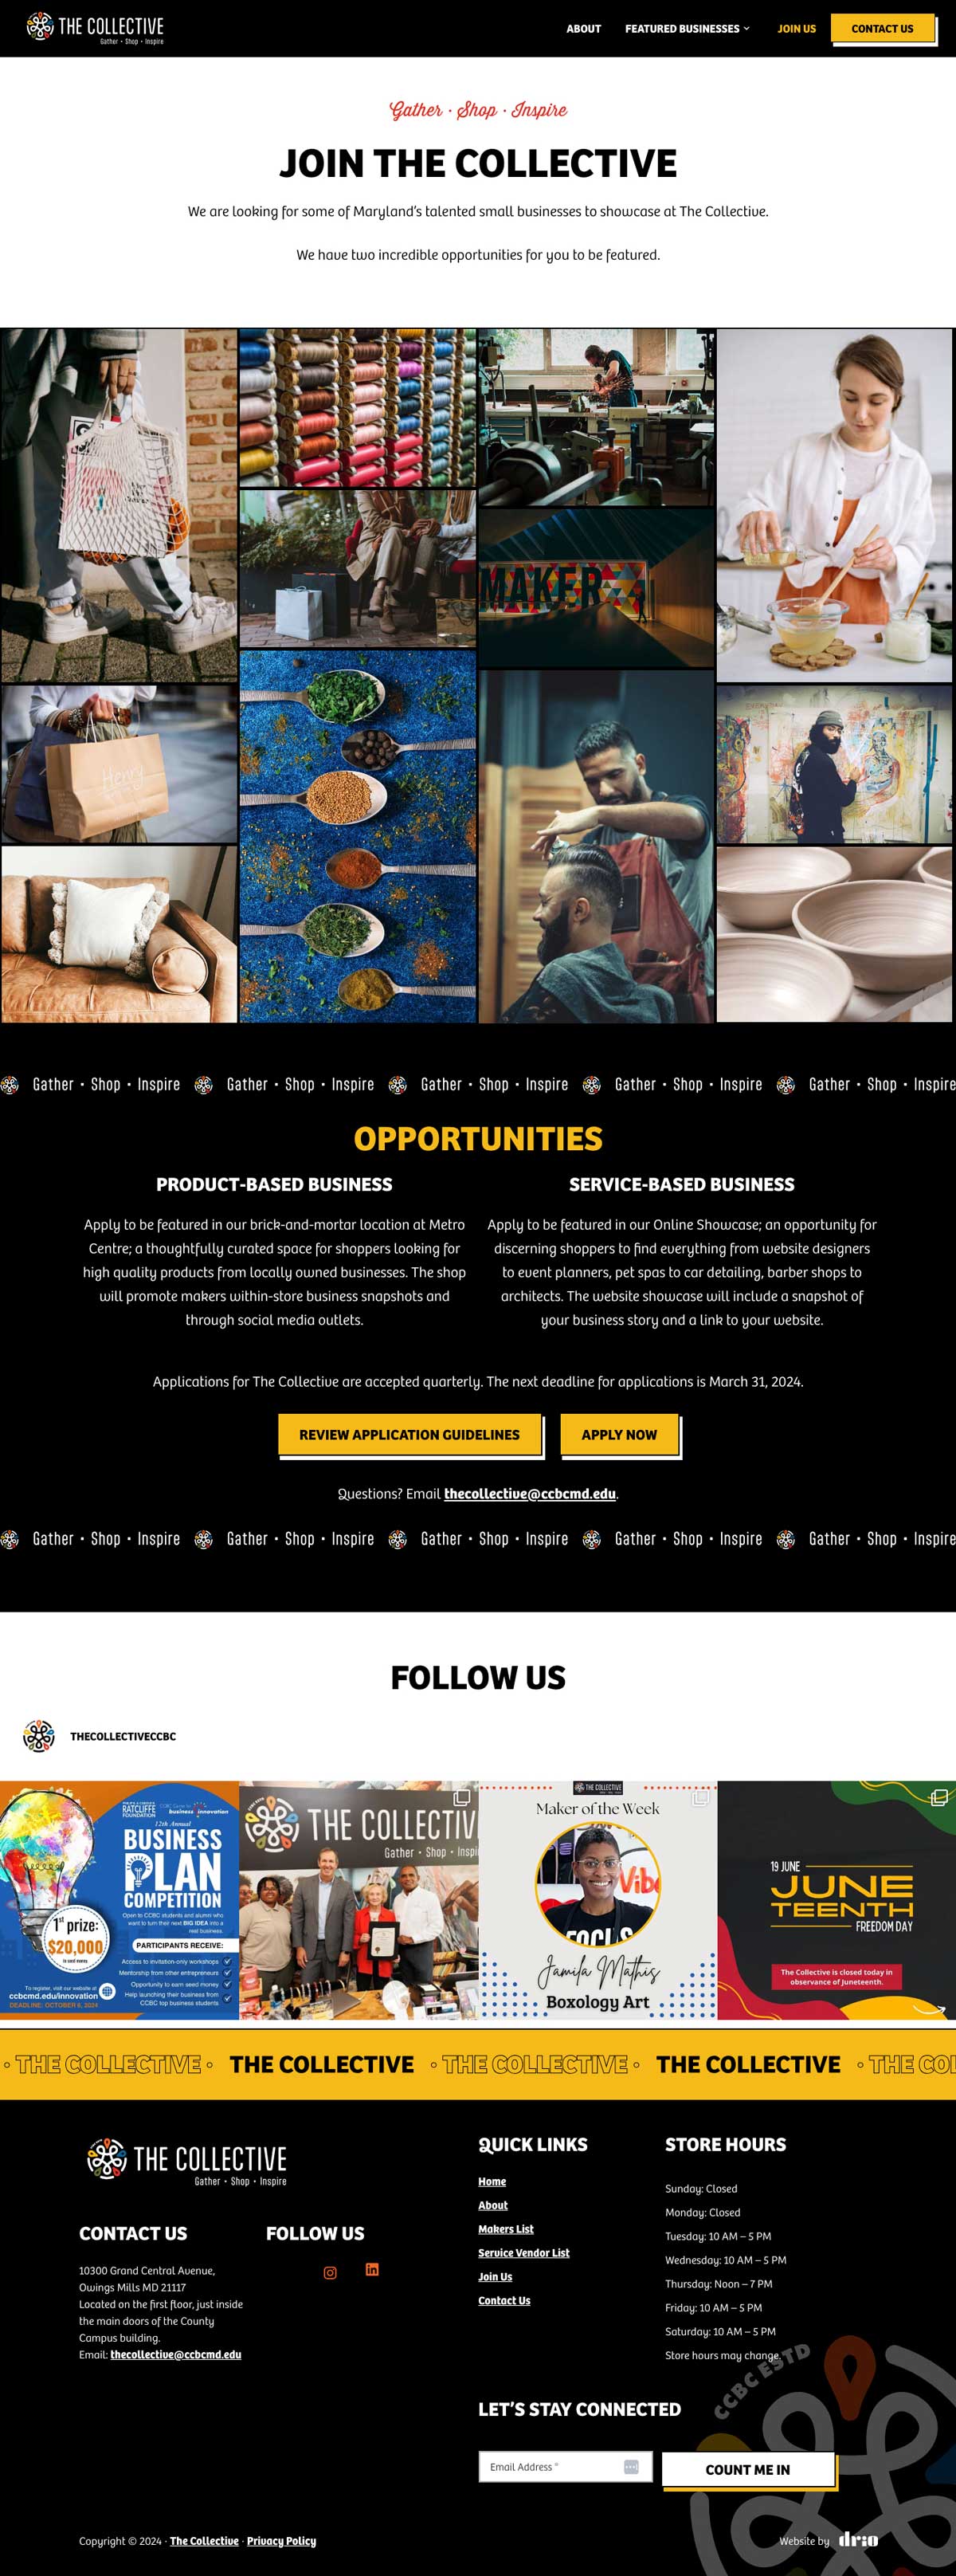 THE COLLECTIVE
Gather • Shop • Inspire
ABOUT
FEATURED BUSINESSES
JOIN US
CONTACT US
Gather · Shop · Inspire
JOIN THE COLLECTIVE
We are looking for some of Maryland's talented small businesses to showcase at The Collective.
We have two incredible opportunities for you to be featured.
MAKER
Henry
Gather • Shop • Inspire Gather • Shop • Inspire Gather • Shop • Inspire Gather • Shop • Inspire Gather • Shop • Inspire
OPPORTUNITIES
PRODUCT-BASED BUSINESS
Apply to be featured in our brick-and-mortar location at Metro
Centre; a thoughtfully curated space for shoppers looking for
high quality products from locally owned businesses. The shop
will promote makers within-store business snapshots and
through social media outlets.
SERVICE-BASED BUSINESS
Apply to be featured in our Online Showcase; an opportunity for
discerning shoppers to find everything from website designers
to event planners, pet spas to car detailing, barber shops to
architects. The website showcase will include a snapshot of
your business story and a link to your website.
Applications for The Collective are accepted quarterly. The next deadline for applications is March 31, 2024.
REVIEW APPLICATION GUIDELINES
APPLY NOW
Questions? Email thecollective@ccbcmd.edu.
Gather • Shop • Inspire Gather • Shop • Inspire Gather • Shop • Inspire Gather • Shop • Inspire Gather • Shop • Inspire
FOLLOW US
THECOLLECTIVECCBC
RATCLIFFE
FOUNDATION
12th Annual
BUSINESS
PLAN
COMPETITION
Open to CCBC students and alumni who
want to turn their next BIG IDEA into a
real business.
1st prize:
$20,000
PARTICIPANTS RECEIVE:
Access to invitation-only workshops
Mentorship from other entrepreneurs
Opportunity to earn seed money
Help launching their business from
CCBC top business students
To register, visit our website at
ccbcmd.edu/innovation
DEADLINE: OCTOBER 6, 2024
THE COLLECTIV
Gather • Shop • Inspi
THE COLLECTIVE
Maker of the Week
Vibe
FOCUS
Jamila Mathis
Boxology Art
19 JUNE
JUNE
TEENTH
FREEDOM DAY
The Collective is closed today in
observance of Juneteenth.
• THE COLLECTIVE • THE COLLECTIVE • THE COLLECTIVE • THE COLLECTIVE • THE COL
THE COLLECTIVE
Gather • Shop • Inspire
CONTACT US
10300 Grand Central Avenue,
Owings Mills MD 21117
Located on the first floor, just inside
the main doors of the County
Campus building.
Email: thecollective@ccbcmd.edu
FOLLOW US
QUICK LINKS
Home
About
Makers List
Service Vendor List
Join Us
Contact Us
STORE HOURS
Sunday: Closed
Monday: Closed
Tuesday: 10 AM – 5 PM
Wednesday: 10 AM – 5 PM
Thursday: Noon – 7 PM
Friday: 10 AM – 5 PM
Saturday: 10 AM – 5 PM
Store hours may change.
CCBC ESTD
LET'S STAY CONNECTED
Email Address *
COUNT ME IN
Copyright © 2024 · The Collective · Privacy Policy
Website by drio